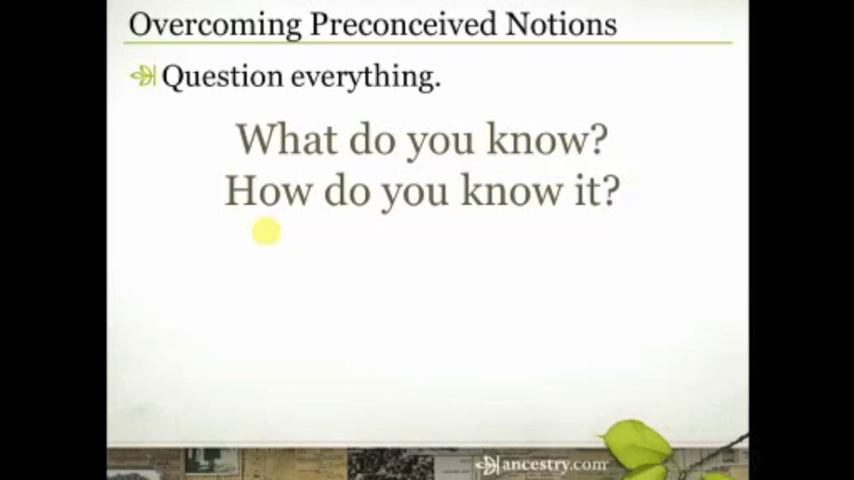 Overcoming Preconceived Notions
Question everything.
What do you know?
How do you know it?
ancestry.com